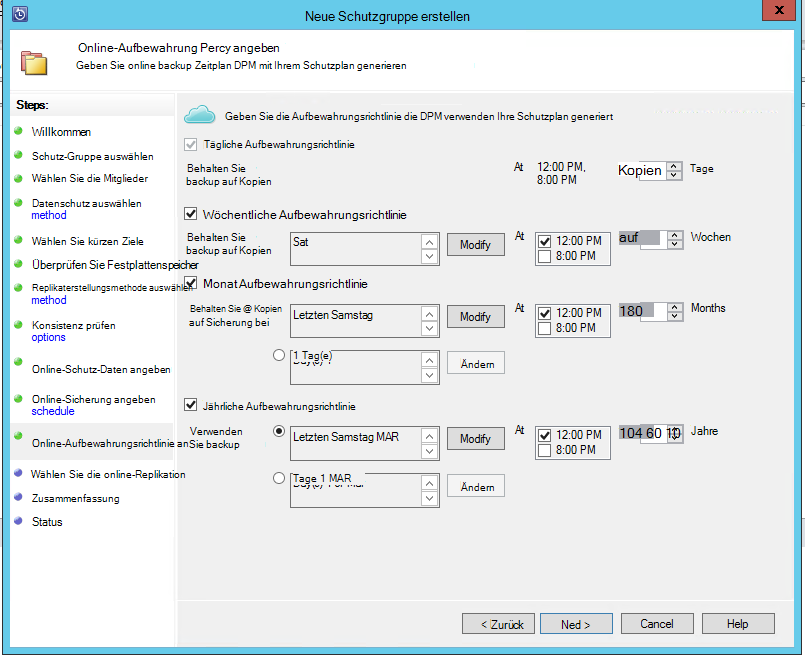 Neue Schutzgruppe erstellen
x
Online-Aufbewahrung Percy angeben
Geben Sie online backup Zeitplan DPM mit Ihrem Schutzplan generieren
Steps:
Willkommen
Schutz-Gruppe auswählen
Wählen Sie die Mitglieder
Datenschutz auswählen
method
Wählen Sie kürzen Ziele
Überprüfen Sie Festplattenspeicher
Replikaterstellungsmethode auswählen
method
Konsistenz prüfen
options
Online-Schutz-Daten angeben
Online-Sicherung angeben
schedule
Online-Aufbewahrungsrichtlinie an
Wählen Sie die online-Replikation
Zusammenfassung
Status
Geben Sie die Aufbewahrungsrichtlinie die DPM verwenden Ihre Schutzplan generiert
Tägliche Aufbewahrungsrichtlinie
Behalten Sie
backup auf Kopien
At
12:00 PM,
8:00 PM
Kopien
Tage
Wöchentliche Aufbewahrungsrichtlinie
Behalten Sie
backup auf Kopien
Sat
Modify
At
12:00 PM
8:00 PM
auf
Wochen
Monat Aufbewahrungsrichtlinie
Behalten Sie @ Kopien
auf Sicherung bei
Letzten Samstag
Modify
At
12:00 PM
8:00 PM
180
Months
1 Tag(e)
Ändern
Jährliche Aufbewahrungsrichtlinie
Verwenden
Sie backup
Letzten Samstag MAR
Modify
At
12:00 PM
8:00 PM
104 60 10
Jahre
Tage 1 MAR
Ändern
< Zurück
Ned >
Cancel
Help